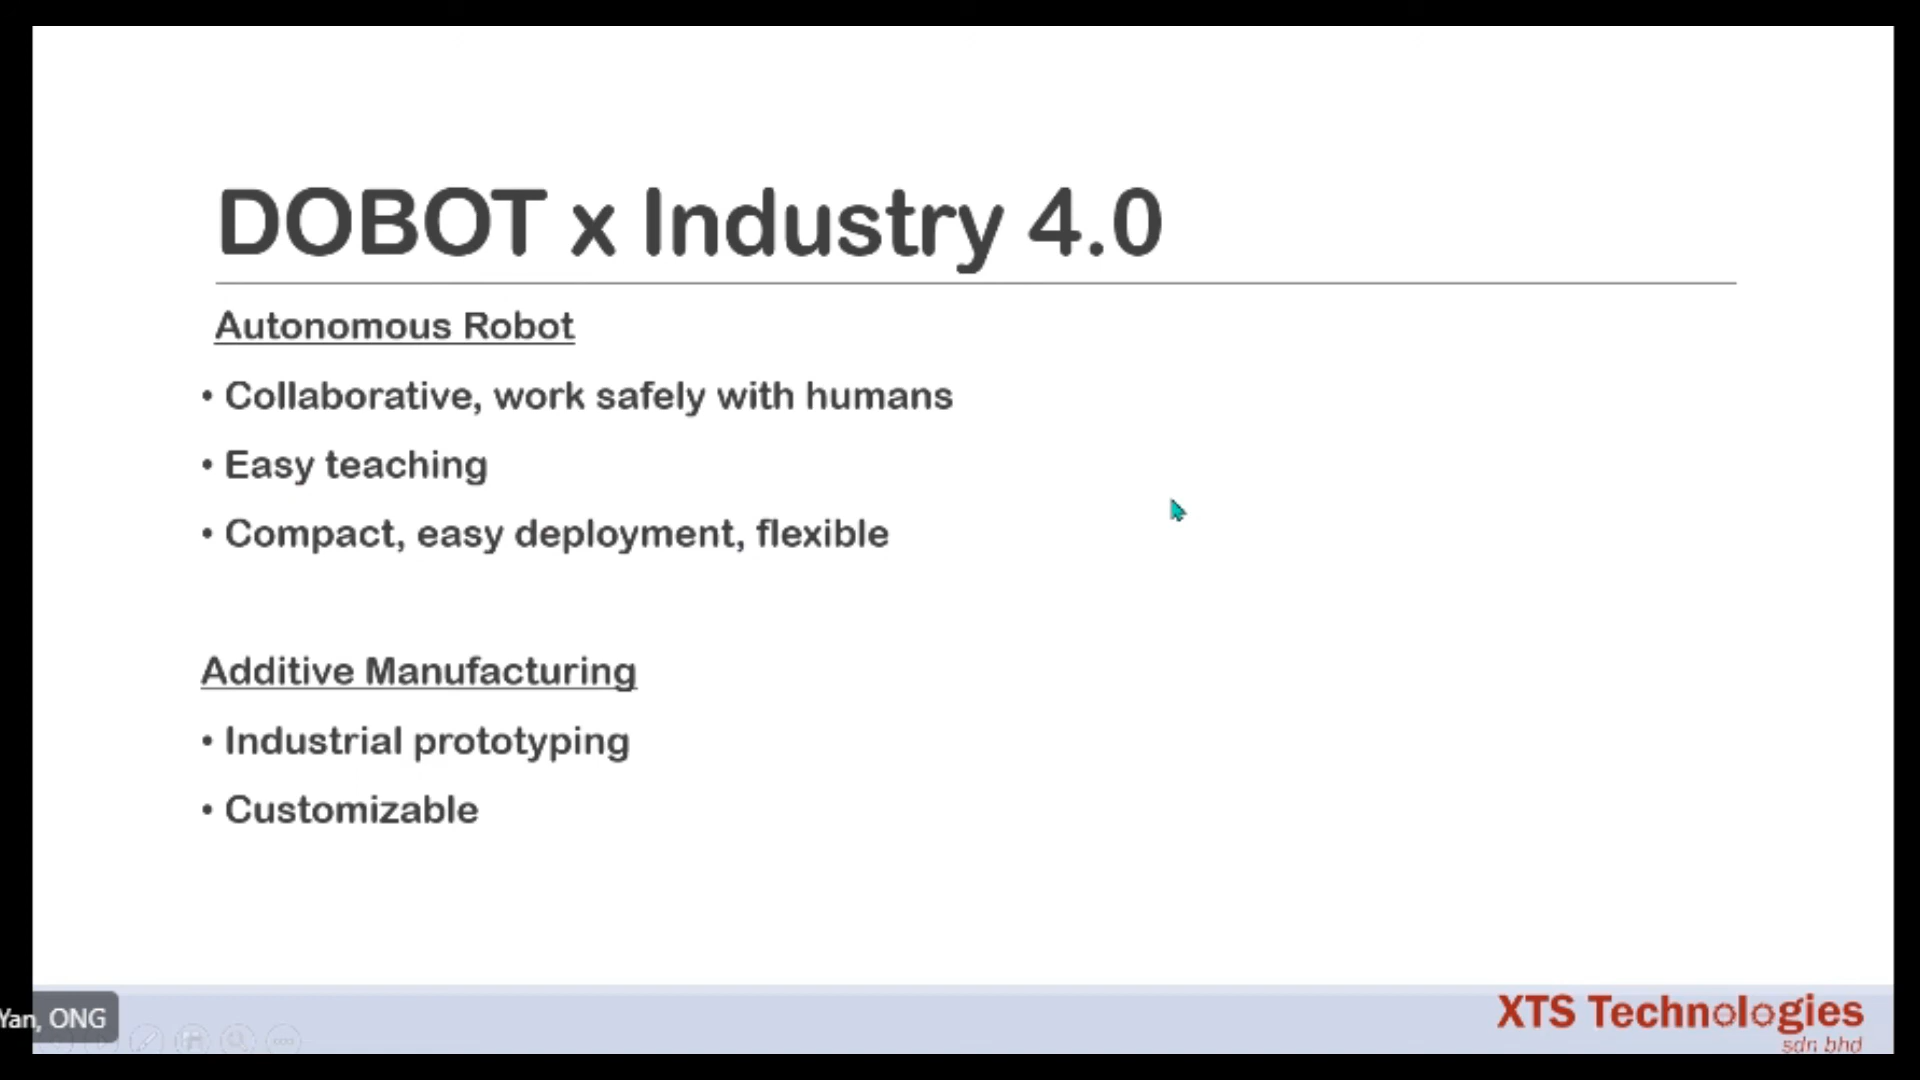 DOBOT x Industry 4.0
Autonomous Robot
• Collaborative, work safely with humans
• Easy teaching
• Compact, easy deployment, flexible
Additive Manufacturing
• Industrial prototyping
• Customizable
Yan, ONG
XTS Technologies
sdn bhd